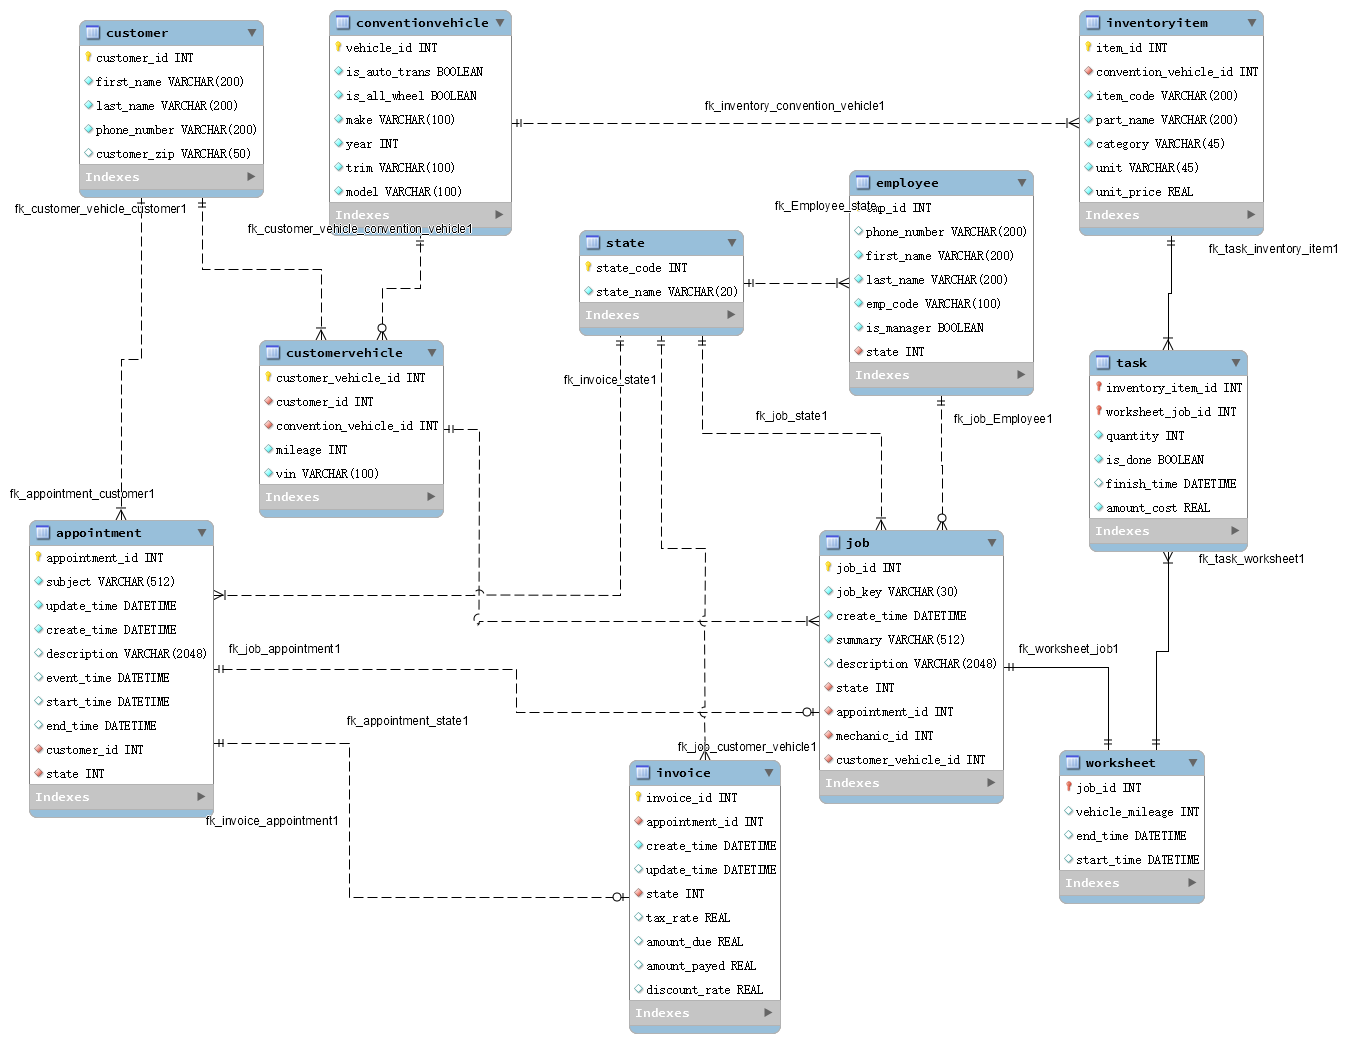 customer
customer_id INT
first_name VARCHAR(200)
last_name VARCHAR(200)
phone_number VARCHAR(200)
customer_zip VARCHAR(50)
Indexes
conventionvehicle
vehicle_id INT
is_auto_trans BOOLEAN
is_all_wheel BOOLEAN
make VARCHAR(100)
year INT
trim VARCHAR(100)
model VARCHAR(100)
Indexes
inventoryitem
item_id INT
convention_vehicle_id INT
item_code VARCHAR(200)
part_name VARCHAR(200)
category VARCHAR(45)
unit VARCHAR(45)
unit_price REAL
Indexes
fk_inventory_convention_vehicle1
fk_customer_vehicle_customer1
fk_customer_vehicle_convention_vehicle1
fk_Employee_state
fk_task_inventory_item1
employee
emp_id INT
phone_number VARCHAR(200)
first_name VARCHAR(200)
last_name VARCHAR(200)
emp_code VARCHAR(100)
is_manager BOOLEAN
state INT
Indexes
state
state_code INT
state_name VARCHAR(20)
Indexes
customervehicle
customer_vehicle_id INT
customer_id INT
convention_vehicle_id INT
mileage INT
vin VARCHAR(100)
Indexes
task
inventory_item_id INT
worksheet_job_id INT
quantity INT
is_done BOOLEAN
finish_time DATETIME
amount_cost REAL
Indexes
fk_invoice_state1
fk_job_state1
fk_job_Employee1
fk_appointment_customer1
fk_task_worksheet1
appointment
appointment_id INT
subject VARCHAR(512)
update_time DATETIME
create_time DATETIME
description VARCHAR(2048)
event_time DATETIME
start_time DATETIME
end_time DATETIME
customer_id INT
state INT
Indexes
job
job_id INT
job_key VARCHAR(30)
create_time DATETIME
summary VARCHAR(512)
description VARCHAR(2048)
state INT
appointment_id INT
mechanic_id INT
customer_vehicle_id INT
Indexes
fk_job_appointment1
fk_worksheet_job1
fk_appointment_state1
fk_job_customer_vehicle1
fk_invoice_appointment1
invoice
invoice_id INT
appointment_id INT
create_time DATETIME
update_time DATETIME
state INT
tax_rate REAL
amount_due REAL
amount_payed REAL
discount_rate REAL
Indexes
worksheet
job_id INT
vehicle_mileage INT
end_time DATETIME
start_time DATETIME
Indexes